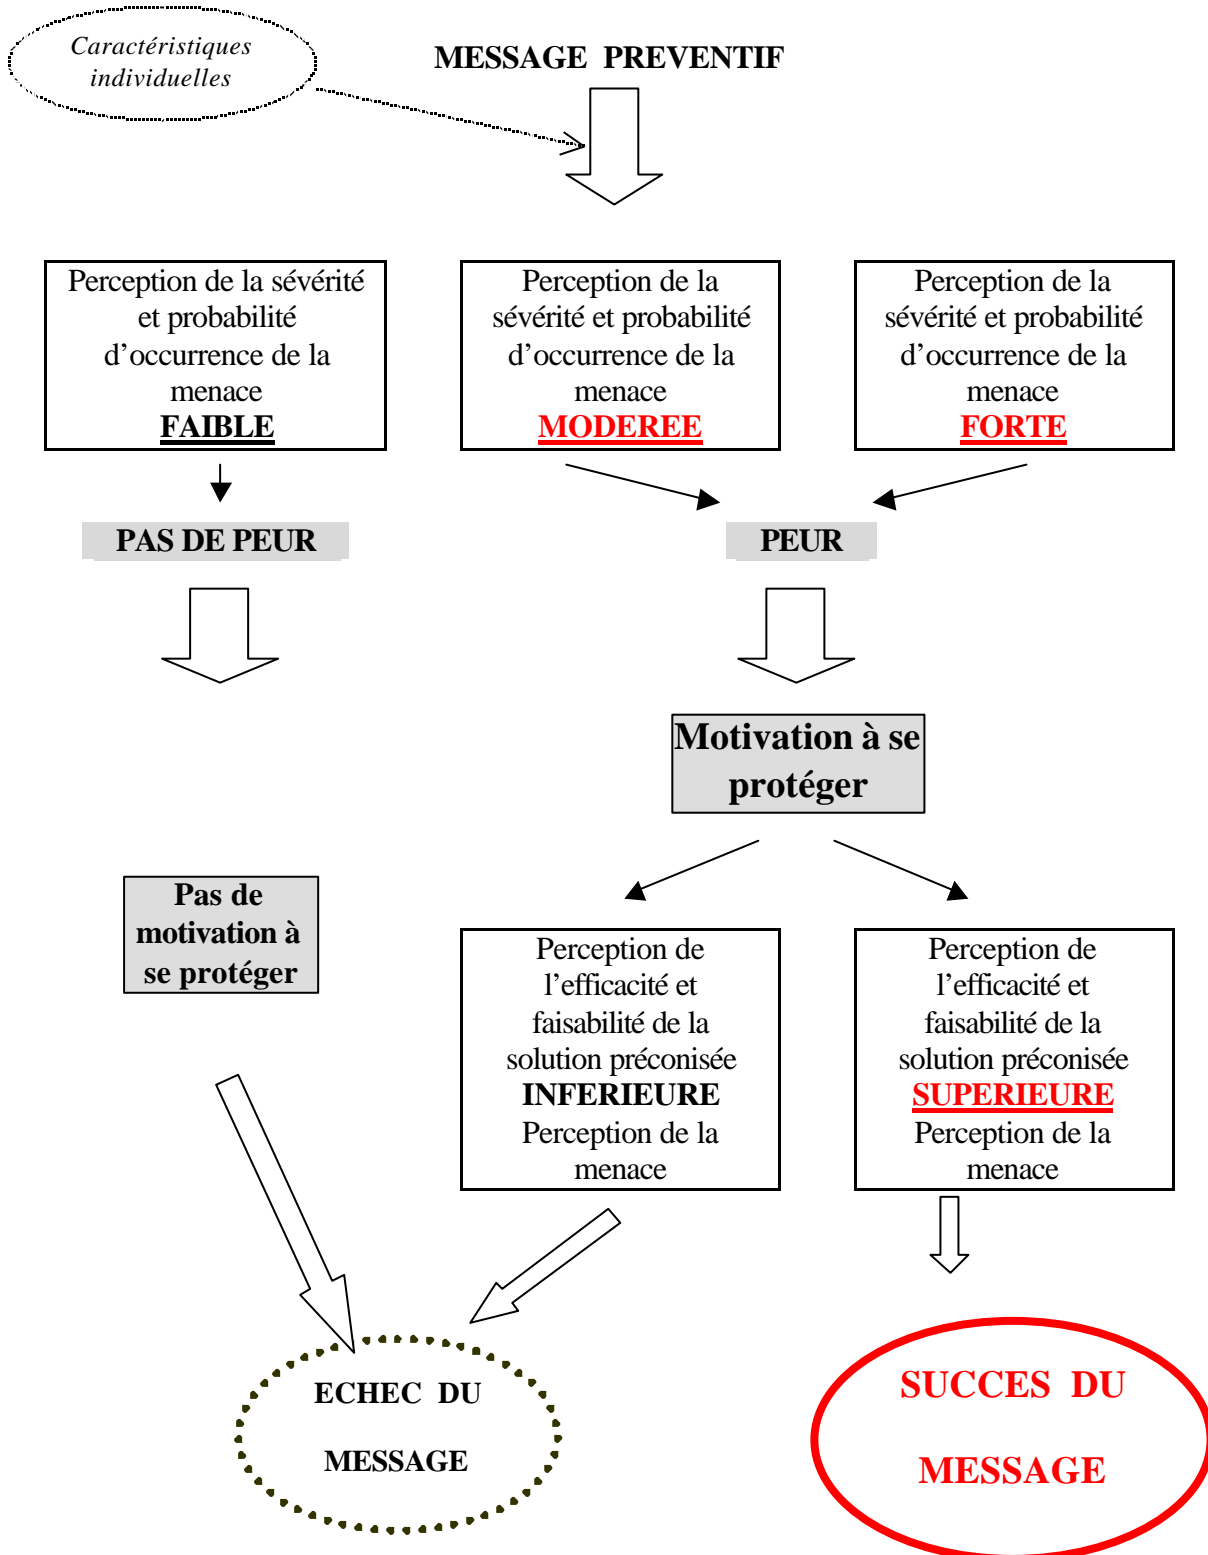 Caractéristiques
individuelles
MESSAGE PREVENTIF
Perception de la sévérité
et probabilité
d’occurrence de la
menace
FAIBLE
Perception de la
sévérité et probabilité
d’occurrence de la
menace
MODEREE
Perception de la
sévérité et probabilité
d’occurrence de la
menace
FORTE
PAS DE PEUR
PEUR
Motivation à se
protéger
Pas de
motivation à
se protéger
Perception de
l’efficacité et
faisabilité de la
solution préconisée
INFERIEURE
Perception de la
menace
Perception de
l’efficacité et
faisabilité de la
solution préconisée
SUPERIEURE
Perception de la
menace
ECHEC DU
MESSAGE
SUCCES DU
MESSAGE